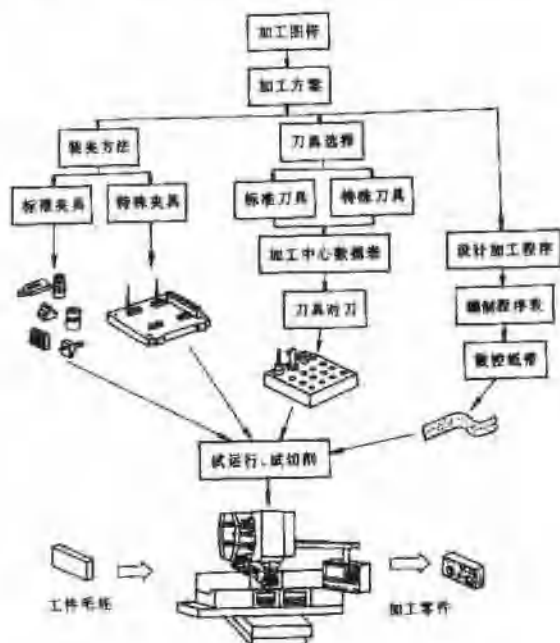 加工图样
加工方案
装夹方法
刀具选择
标准夹具
特殊夹具
标准刀具
特殊刀具
加工中心数据卷
设计加工程序
刀具对刀
编制程序表
数控纸带
试运行、试切削
工件毛坯
加工零件